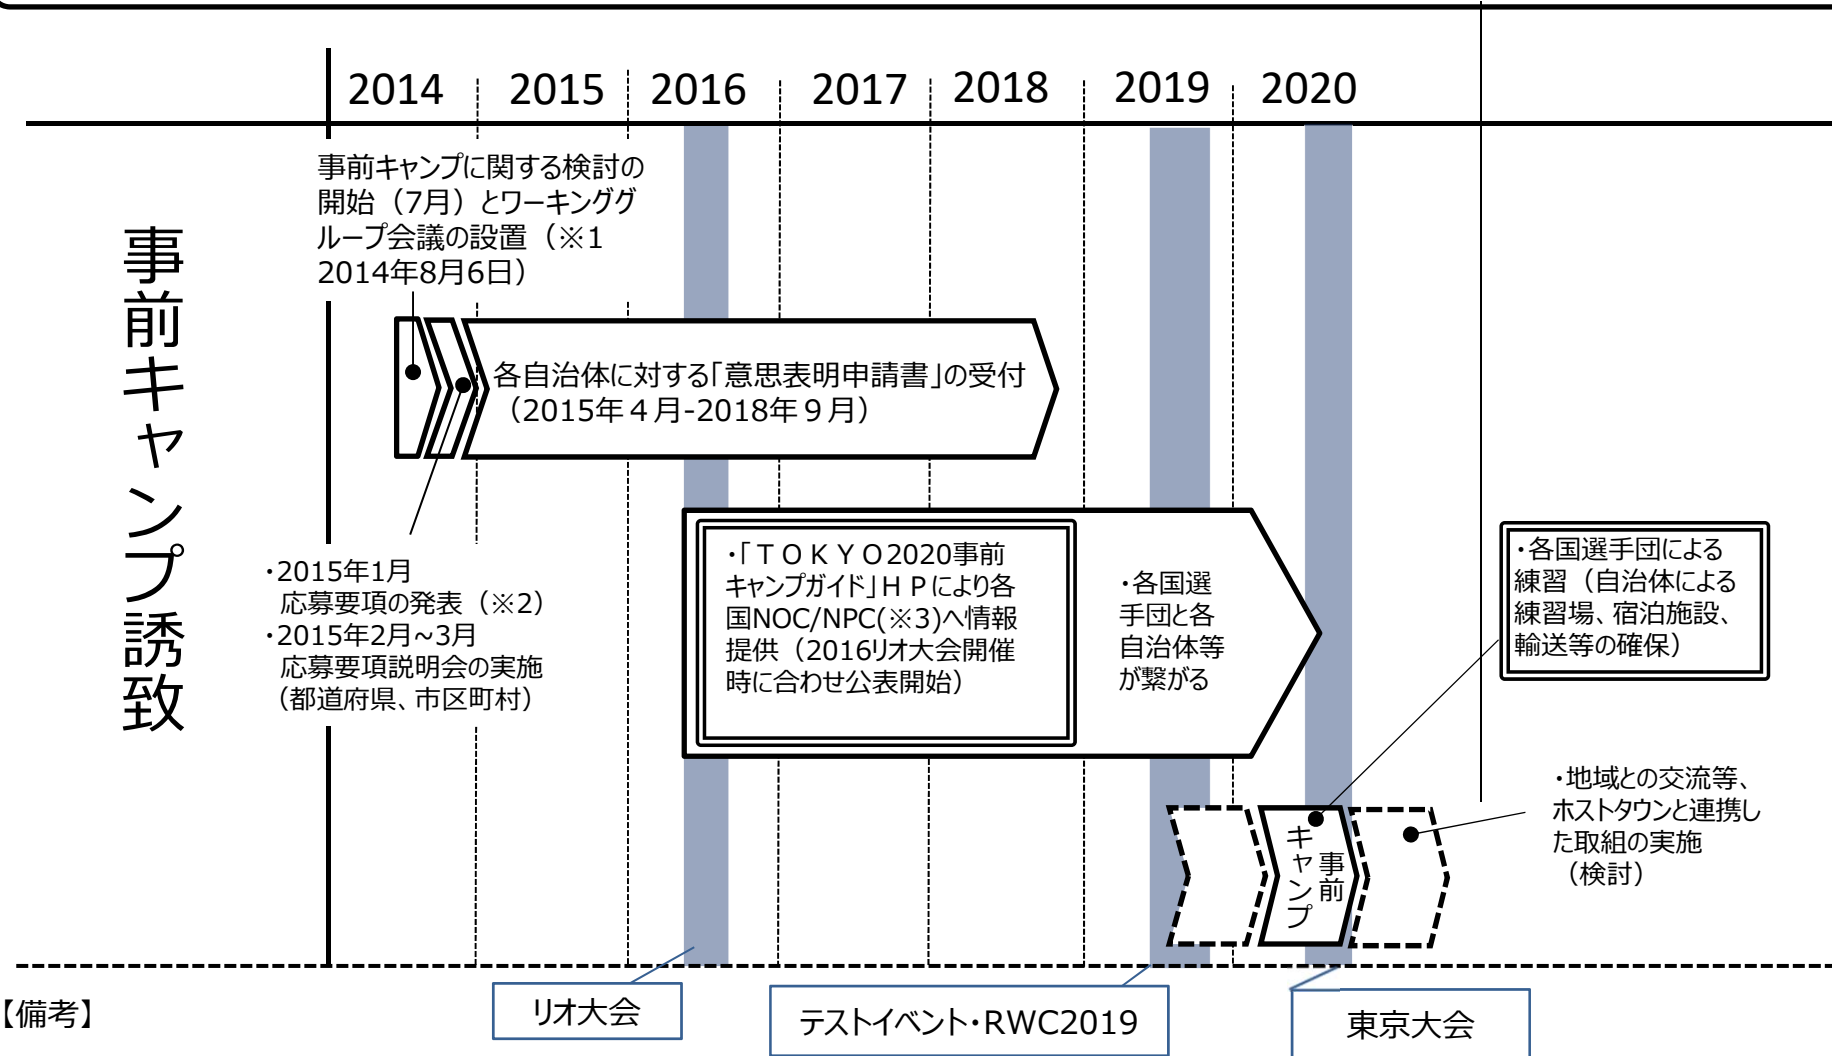 2014 2015 2016 2017 2018 2019 2020
事前キャンプ誘致
事前キャンプに関する検討の
開始（7月）とワーキンググ
ループ会議の設置（※1
2014年8月6日）
各自治体に対する「意思表明申請書」の受付
（2015年４月-2018年９月）
・2015年1月
応募要項の発表（※2）
・2015年2月~3月
応募要項説明会の実施
（都道府県、市区町村）
・「ＴＯＫＹＯ2020事前
キャンプガイド」ＨＰにより各
国NOC/NPC(※3)へ情報
提供（2016リオ大会開催
時に合わせ公表開始）
・各国選
手団と各
自治体等
が繋がる
・各国選手団による
練習（自治体による
練習場、宿泊施設、
輸送等の確保）
事前
キャンプ
・地域との交流等、
ホストタウンと連携し
た取組の実施
（検討）
リオ大会
テストイベント・RWC2019
東京大会
【備考】